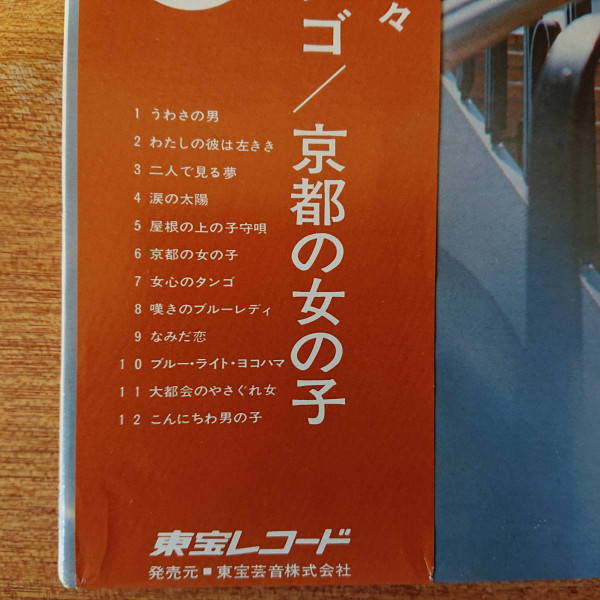 々
ゴ／京都の女の子
1 うわさの男
2 わたしの彼は左きき
3 二人で見る夢
4 涙の太陽
5 屋根の上の子守唄
6 京都の女の子
7 女心のタンゴ
8 嘆きのブルーレディ
9 なみだ恋
10 ブルー・ライト・ヨコハマ
11 大都会のやさぐれ女
12 こんにちわ男の子
東宝レコード
発売元■東宝芸音株式会社